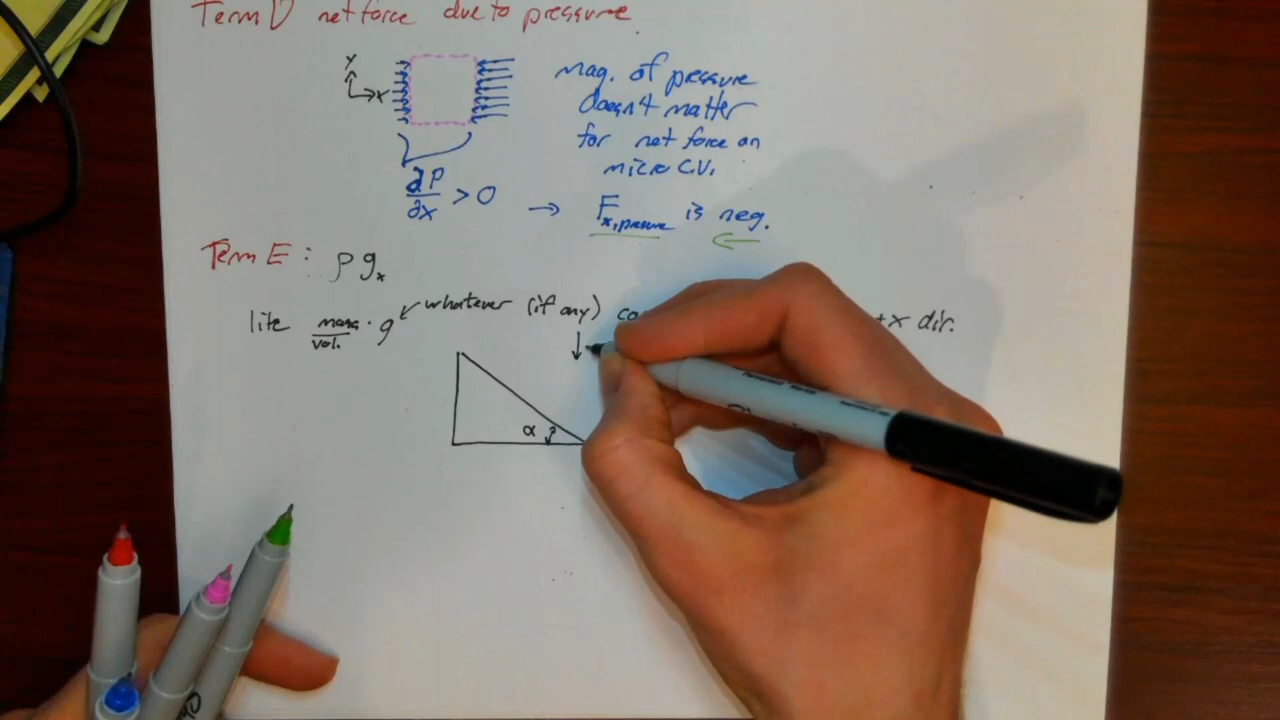 Term D net force due to pressure
y
x
mag. of pressure
doesn't matter
for net force on
micro C.V.
∂P/∂x > 0 → F x,pressure is neg.
Term E: ρ g x
like mass/vol. · g whatever (if any) +x dir.
α